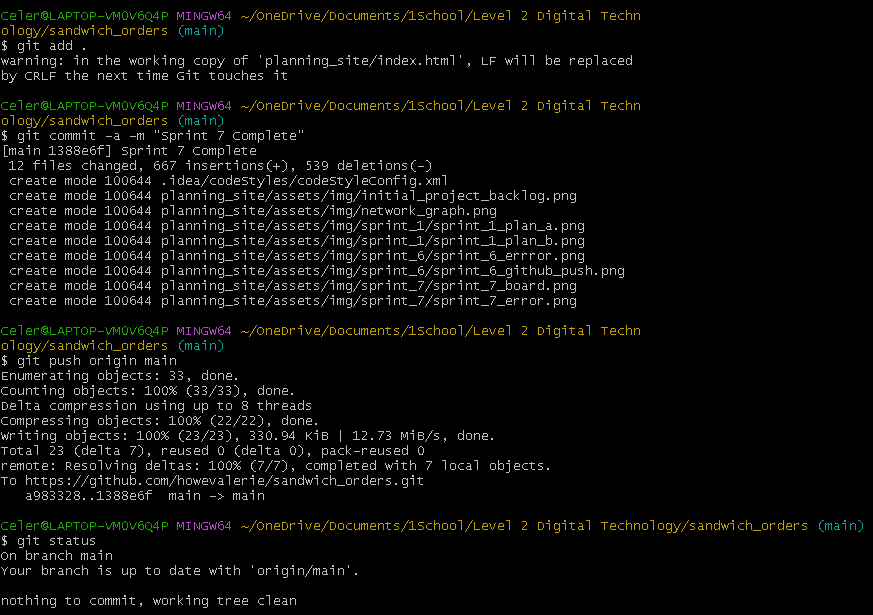 Celer@LAPTOP-VM0V6Q4P MINGW64 ~/OneDrive/Documents/1School/Level 2 Digital Techn
ology/sandwich_orders (main)
$ git add .
warning: in the working copy of 'planning_site/index.html', LF will be replaced
by CRLF the next time Git touches it

Celer@LAPTOP-VM0V6Q4P MINGW64 ~/OneDrive/Documents/1School/Level 2 Digital Techn
ology/sandwich_orders (main)
$ git commit -a -m "Sprint 7 Complete"
[main 1388e6f] Sprint 7 Complete
 12 files changed, 667 insertions(+), 539 deletions(-)
 create mode 100644 .idea/codeStyles/codeStyleConfig.xml
 create mode 100644 planning_site/assets/img/initial_project_backlog.png
 create mode 100644 planning_site/assets/img/network_graph.png
 create mode 100644 planning_site/assets/img/sprint_1/sprint_1_plan_a.png
 create mode 100644 planning_site/assets/img/sprint_1/sprint_1_plan_b.png
 create mode 100644 planning_site/assets/img/sprint_6/sprint_6_errror.png
 create mode 100644 planning_site/assets/img/sprint_6/sprint_6_github_push.png
 create mode 100644 planning_site/assets/img/sprint_7/sprint_7_board.png
 create mode 100644 planning_site/assets/img/sprint_7/sprint_7_error.png

Celer@LAPTOP-VM0V6Q4P MINGW64 ~/OneDrive/Documents/1School/Level 2 Digital Techn
ology/sandwich_orders (main)
$ git push origin main
Enumerating objects: 33, done.
Counting objects: 100% (33/33), done.
Delta compression using up to 8 threads
Compressing objects: 100% (22/22), done.
Writing objects: 100% (23/23), 330.94 KiB | 12.73 MiB/s, done.
Total 23 (delta 7), reused 0 (delta 0), pack-reused 0
remote: Resolving deltas: 100% (7/7), completed with 7 local objects.
To https://github.com/howevalerie/sandwich_orders.git
   a983328..1388e6f  main -> main

Celer@LAPTOP-VM0V6Q4P MINGW64 ~/OneDrive/Documents/1School/Level 2 Digital Technology/sandwich_orders (main)
$ git status
On branch main
Your branch is up to date with 'origin/main'.

nothing to commit, working tree clean